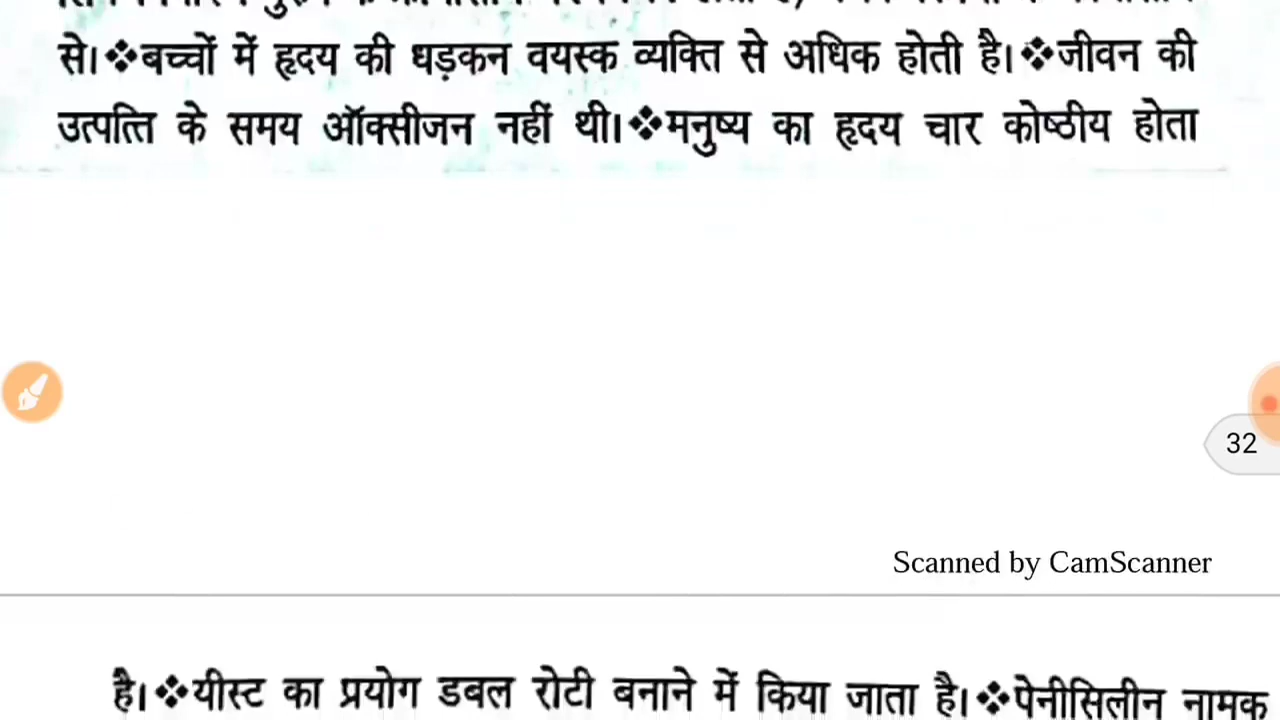 से।❖बच्चों में हृदय की धड़कन वयस्क व्यक्ति से अधिक होती है।❖जीवन की
उत्पत्ति के समय ऑक्सीजन नहीं थी।❖मनुष्य का हृदय चार कोष्ठीय होता
32
Scanned by CamScanner
है।❖यीस्ट का प्रयोग डबल रोटी बनाने में किया जाता है।❖पेनीसिलीन नामक